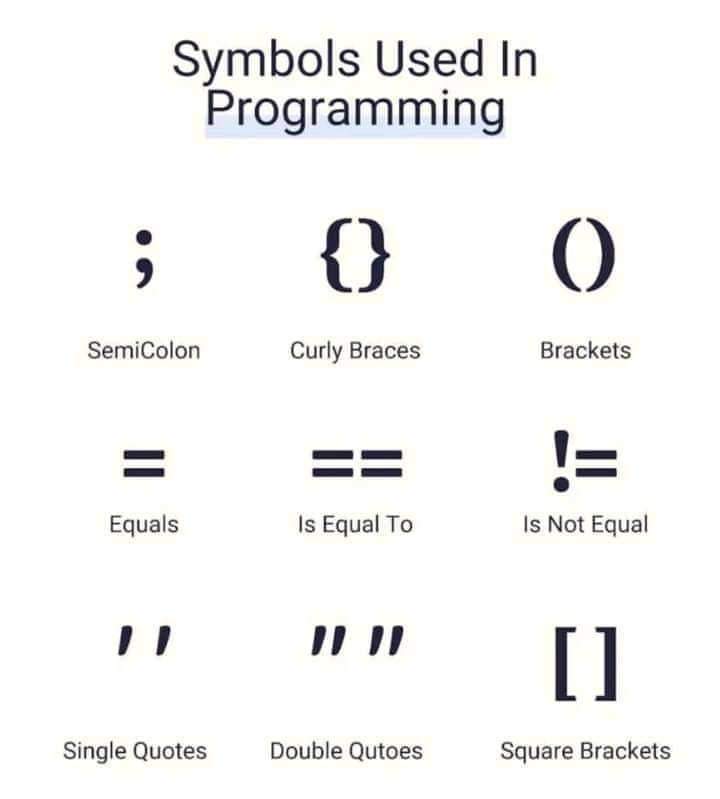 Symbols Used In
Programming
; {} ()
SemiColon Curly Braces Brackets
= == !=
Equals Is Equal To Is Not Equal
' ' " " [ ]
Single Quotes Double Qutoes Square Brackets